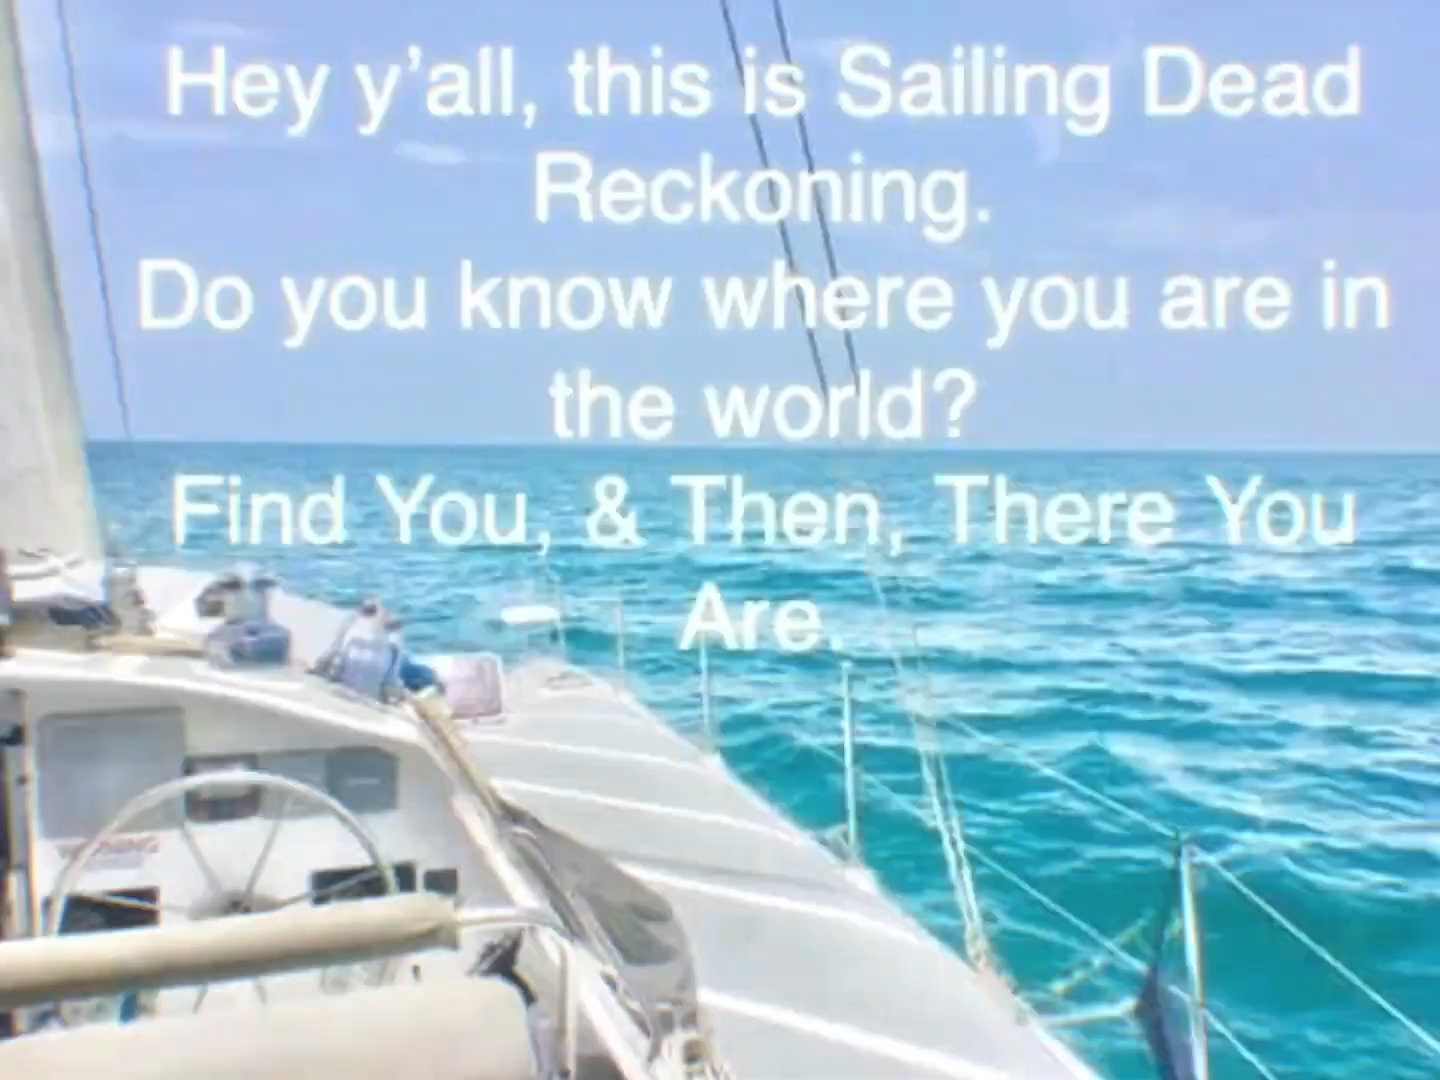 Hey y’all, this is Sailing Dead
Reckoning.
Do you know where you are in
the world?
Find You, & Then, There You
Are.